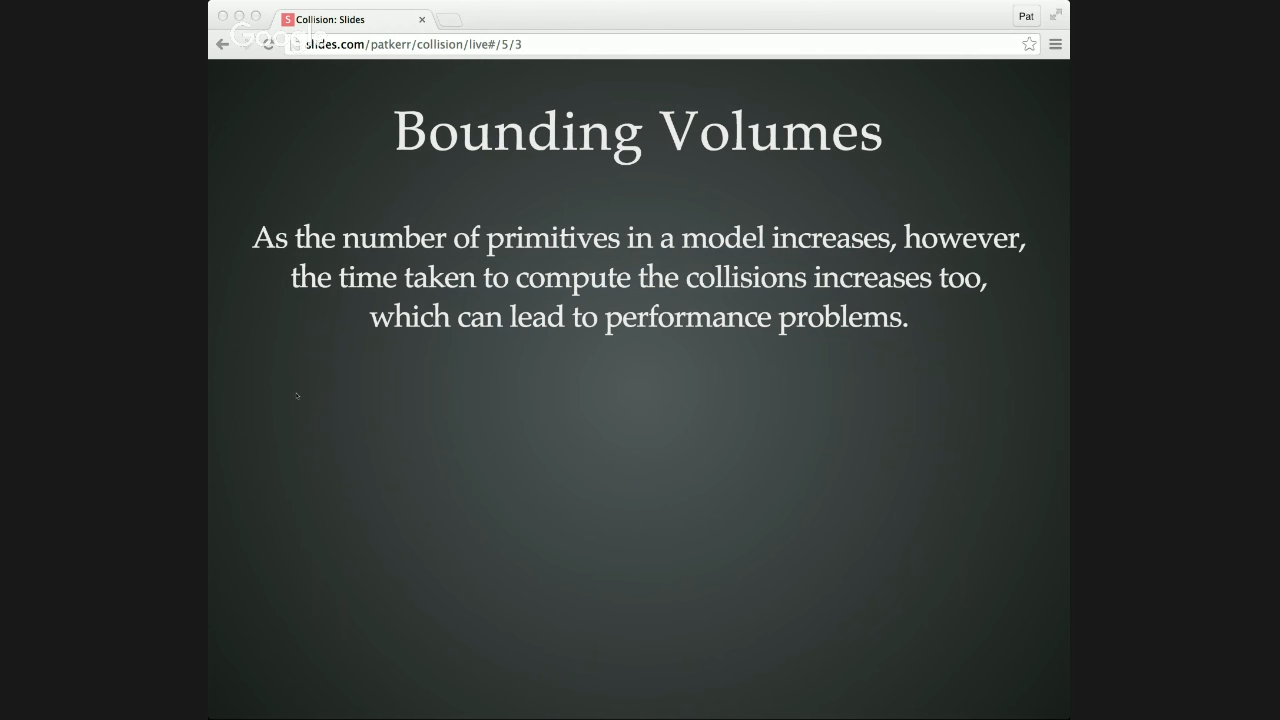 Collision: Slides
Pat
Google
slides.com/patkerr/collision/live#/5/3
Bounding Volumes
As the number of primitives in a model increases, however,
the time taken to compute the collisions increases too,
which can lead to performance problems.